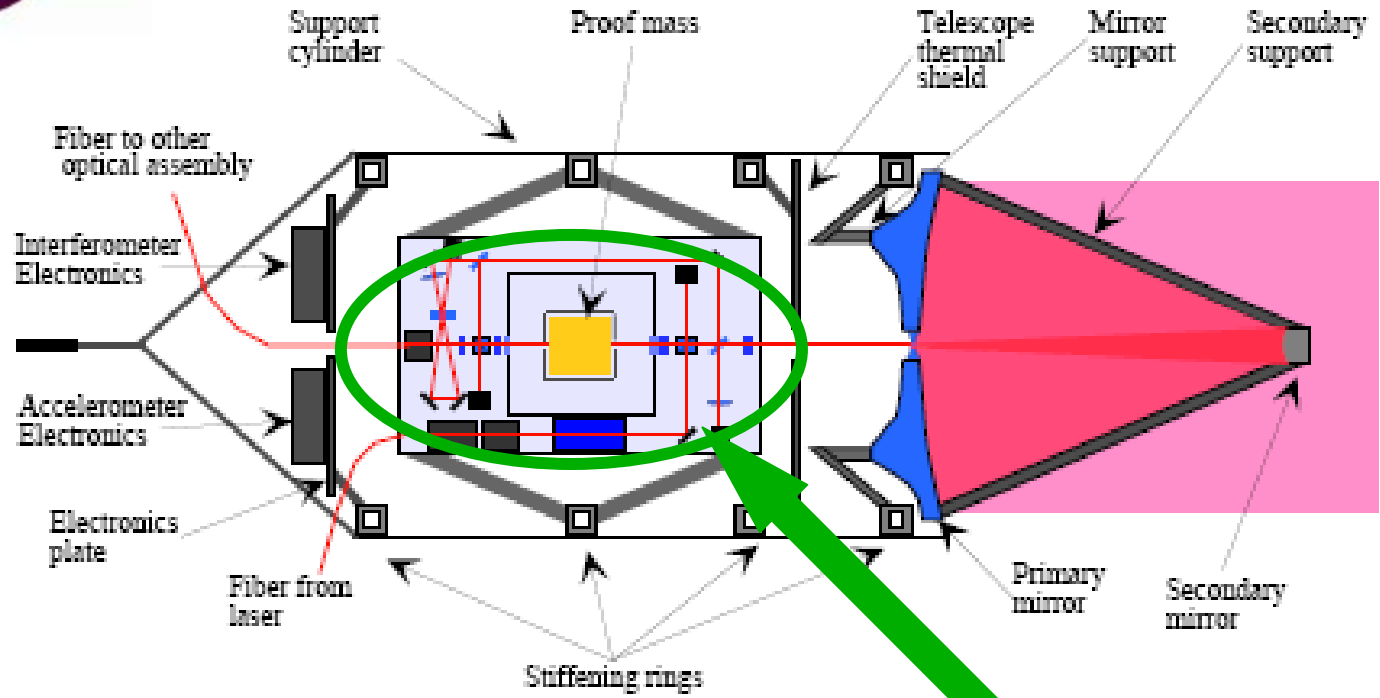 Support
cylinder
Proof mass
Telescope
thermal
shield
Mirror
support
Secondary
support
Fiber to other
optical assembly
Interferometer
Electronics
Accelerometer
Electronics
Electronics
plate
Fiber from
laser
Stiffening rings
Primary
mirror
Secondary
mirror